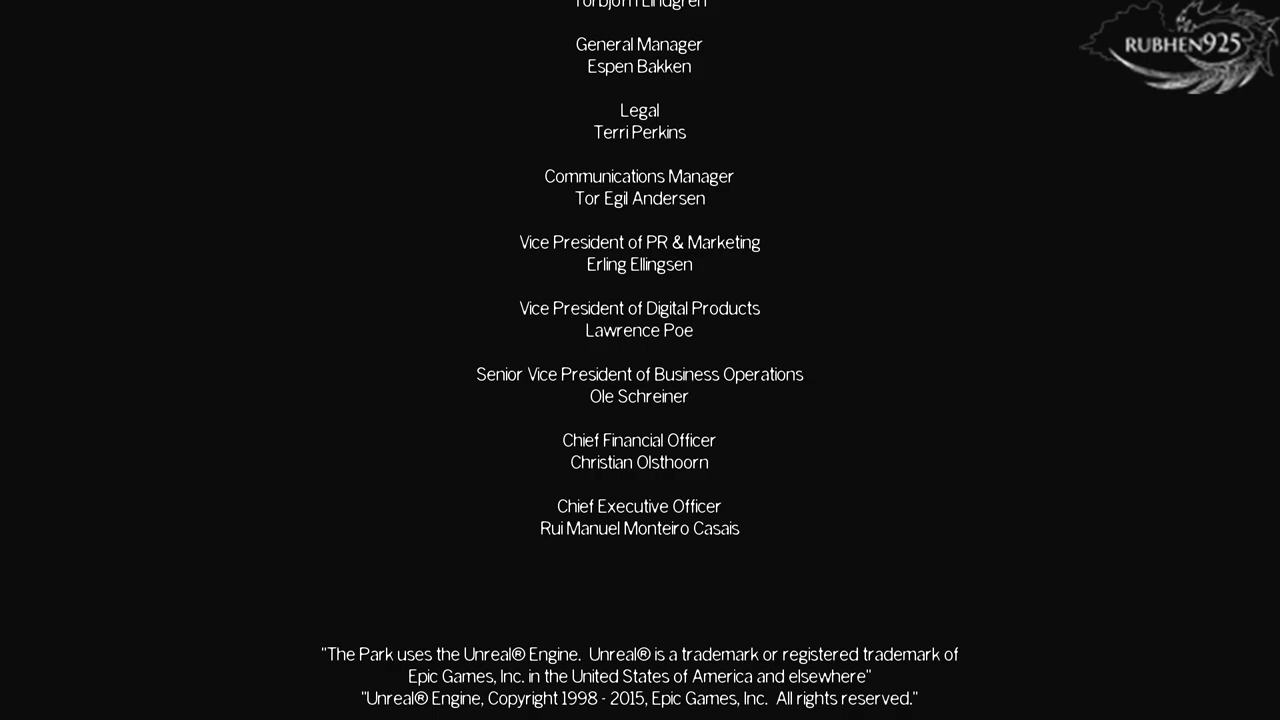 Torbjörn Lindgren
General Manager
Espen Bakken
Legal
Terri Perkins
Communications Manager
Tor Egil Andersen
Vice President of PR & Marketing
Erling Ellingsen
Vice President of Digital Products
Lawrence Poe
Senior Vice President of Business Operations
Ole Schreiner
Chief Financial Officer
Christian Olsthoorn
Chief Executive Officer
Rui Manuel Monteiro Casais
"The Park uses the Unreal® Engine.  Unreal® is a trademark or registered trademark of
Epic Games, Inc. in the United States of America and elsewhere"
"Unreal® Engine, Copyright 1998 - 2015, Epic Games, Inc.  All rights reserved."
RUBHEN925